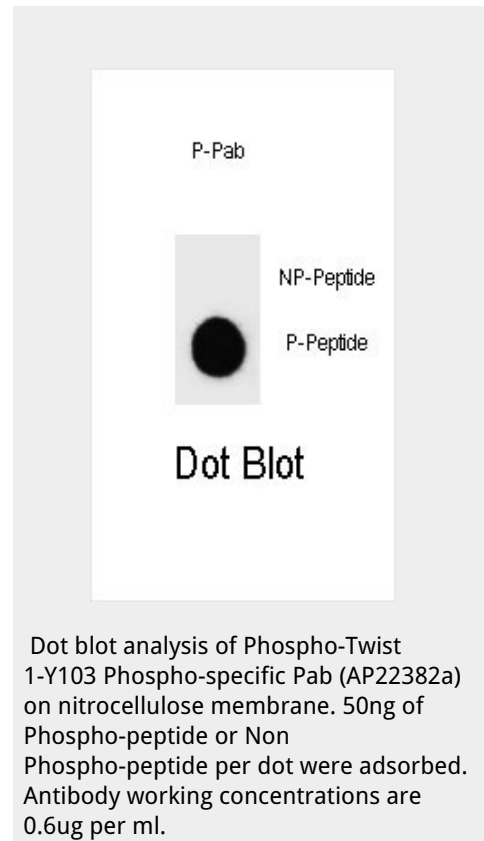 P-Pab
NP-Peptide
P-Peptide
Dot Blot
Dot blot analysis of Phospho-Twist
1-Y103 Phospho-specific Pab (AP22382a)
on nitrocellulose membrane. 50ng of
Phospho-peptide or Non
Phospho-peptide per dot were adsorbed.
Antibody working concentrations are
0.6ug per ml.